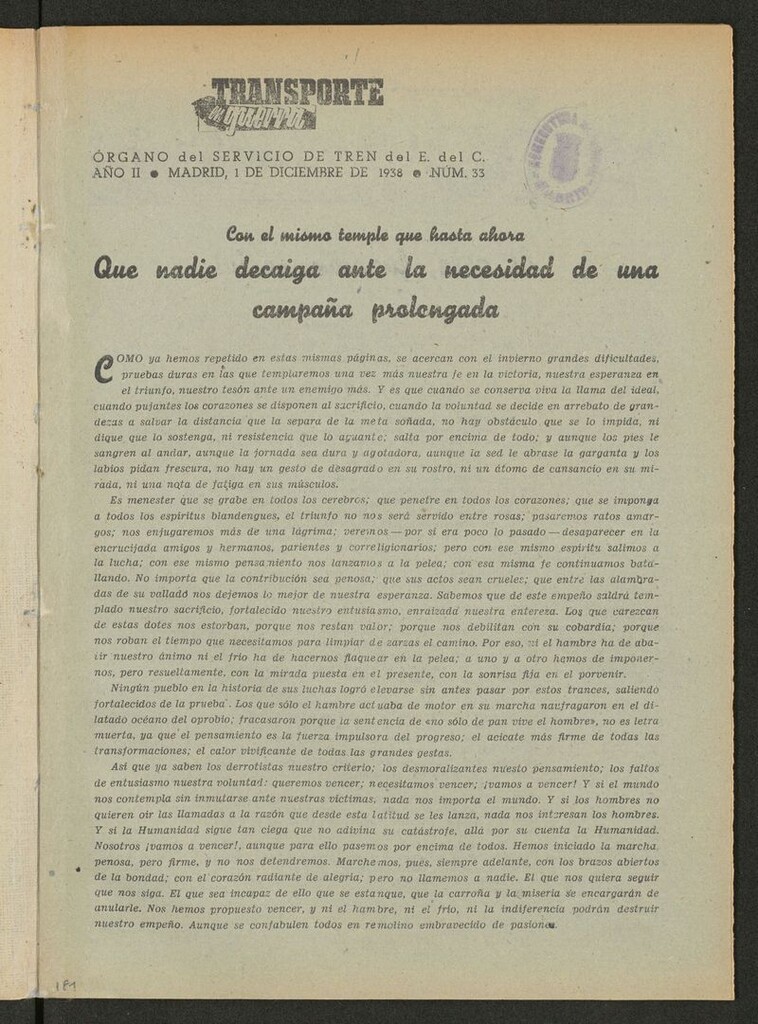 TRANSPORTE
de guerra
ÓRGANO del SERVICIO DE TREN del E. del C.
AÑO II ● MADRID, 1 DE DICIEMBRE DE 1938 ● NÚM. 33
HEMEROTECA
MADRID
Con el mismo temple que hasta ahora
Que nadie decaiga ante la necesidad de una
campaña prolongada
COMO ya hemos repetido en estas mismas páginas, se acercan con el invierno grandes dificultades,
pruebas duras en las que templaremos una vez más nuestra fe en la victoria, nuestra esperanza en
el triunfo, nuestro tesón ante un enemigo más. Y es que cuando se conserva viva la llama del ideal,
cuando pujantes los corazones se disponen al sacrificio, cuando la voluntad se decide en arrebato de gran-
dezas a salvar la distancia que la separa de la meta soñada, no hay obstáculo que se lo impida, ni
dique que lo sostenga, ni resistencia que lo aguante; salta por encima de todo; y aunque los pies le
sangren al andar, aunque la jornada sea dura y agotadora, aunque la sed le abrase la garganta y los
labios pidan frescura, no hay un gesto de desagrado en su rostro, ni un átomo de cansancio en su mi-
rada, ni una nota de fatiga en sus músculos.
Es menester que se grabe en todos los cerebros; que penetre en todos los corazones; que se imponga
a todos los espíritus blandengues, el triunfo no nos será servido entre rosas; pasaremos ratos amar-
gos; nos enjugaremos más de una lágrima; veremos — por si era poco lo pasado — desaparecer en la
encrucijada amigos y hermanos, parientes y correligionarios; pero con ese mismo espíritu salimos a
la lucha; con ese mismo pensamiento nos lanzamos a la pelea; con esa misma fe continuamos bata-
llando. No importa que la contribución sea penosa; que sus actos sean crueles; que entre las alambra-
das de su vallado nos dejemos lo mejor de nuestra esperanza. Sabemos que de este empeño saldrá tem-
plado nuestro sacrificio, fortalecido nuestro entusiasmo, enraizada nuestra entereza. Los que carezcan
de estas dotes nos estorban, porque nos restan valor; porque nos debilitan con su cobardía; porque
nos roban el tiempo que necesitamos para limpiar de zarzas el camino. Por eso, ni el hambre ha de aba-
tir nuestro ánimo ni el frío ha de hacernos flaquear en la pelea; a uno y a otro hemos de imponer-
nos, pero resueltamente, con la mirada puesta en el presente, con la sonrisa fija en el porvenir.
Ningún pueblo en la historia de sus luchas logró elevarse sin antes pasar por estos trances, saliendo
fortalecidos de la prueba. Los que sólo el hambre actuaba de motor en su marcha naufragaron en el di-
latado océano del oprobio; fracasaron porque la sentencia de «no sólo de pan vive el hombre», no es letra
muerta, ya que el pensamiento es la fuerza impulsora del progreso; el acicate más firme de todas las
transformaciones; el calor vivificante de todas las grandes gestas.
Así que ya saben los derrotistas nuestro criterio; los desmoralizantes nuesto pensamiento; los faltos
de entusiasmo nuestra voluntad: queremos vencer; necesitamos vencer; ¡vamos a vencer! Y si el mundo
nos contempla sin inmutarse ante nuestras víctimas, nada nos importa el mundo. Y si los hombres no
quieren oir las llamadas a la razón que desde esta latitud se les lanza, nada nos interesan los hombres.
Y si la Humanidad sigue tan ciega que no adivina su catástrofe, allá por su cuenta la Humanidad.
Nosotros ¡vamos a vencer!, aunque para ello pasemos por encima de todos. Hemos iniciado la marcha
penosa, pero firme, y no nos detendremos. Marchemos, pues, siempre adelante, con los brazos abiertos
de la bondad; con el corazón radiante de alegría; pero no llamemos a nadie. El que nos quiera seguir
que nos siga. El que sea incapaz de ello que se estanque, que la carroña y la miseria se encargarán de
anularle. Nos hemos propuesto vencer, y ni el hambre, ni el frío, ni la indiferencia podrán destruir
nuestro empeño. Aunque se confabulen todos en remolino embravecido de pasiones.
181